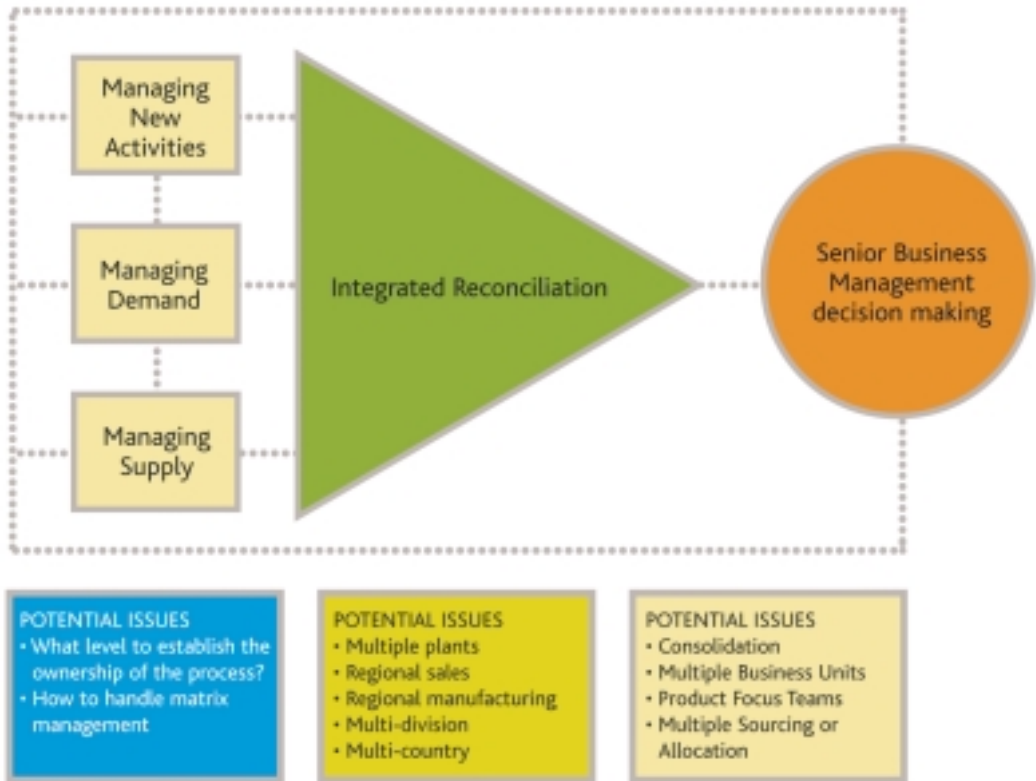 Managing
New
Activities
Managing
Demand
Managing
Supply
Integrated Reconciliation
Senior Business
Management
decision making
POTENTIAL ISSUES
• What level to establish the
ownership of the process?
• How to handle matrix
management
POTENTIAL ISSUES
• Multiple plants
• Regional sales
• Regional manufacturing
• Multi-division
• Multi-country
POTENTIAL ISSUES
• Consolidation
• Multiple Business Units
• Product Focus Teams
• Multiple Sourcing or
Allocation